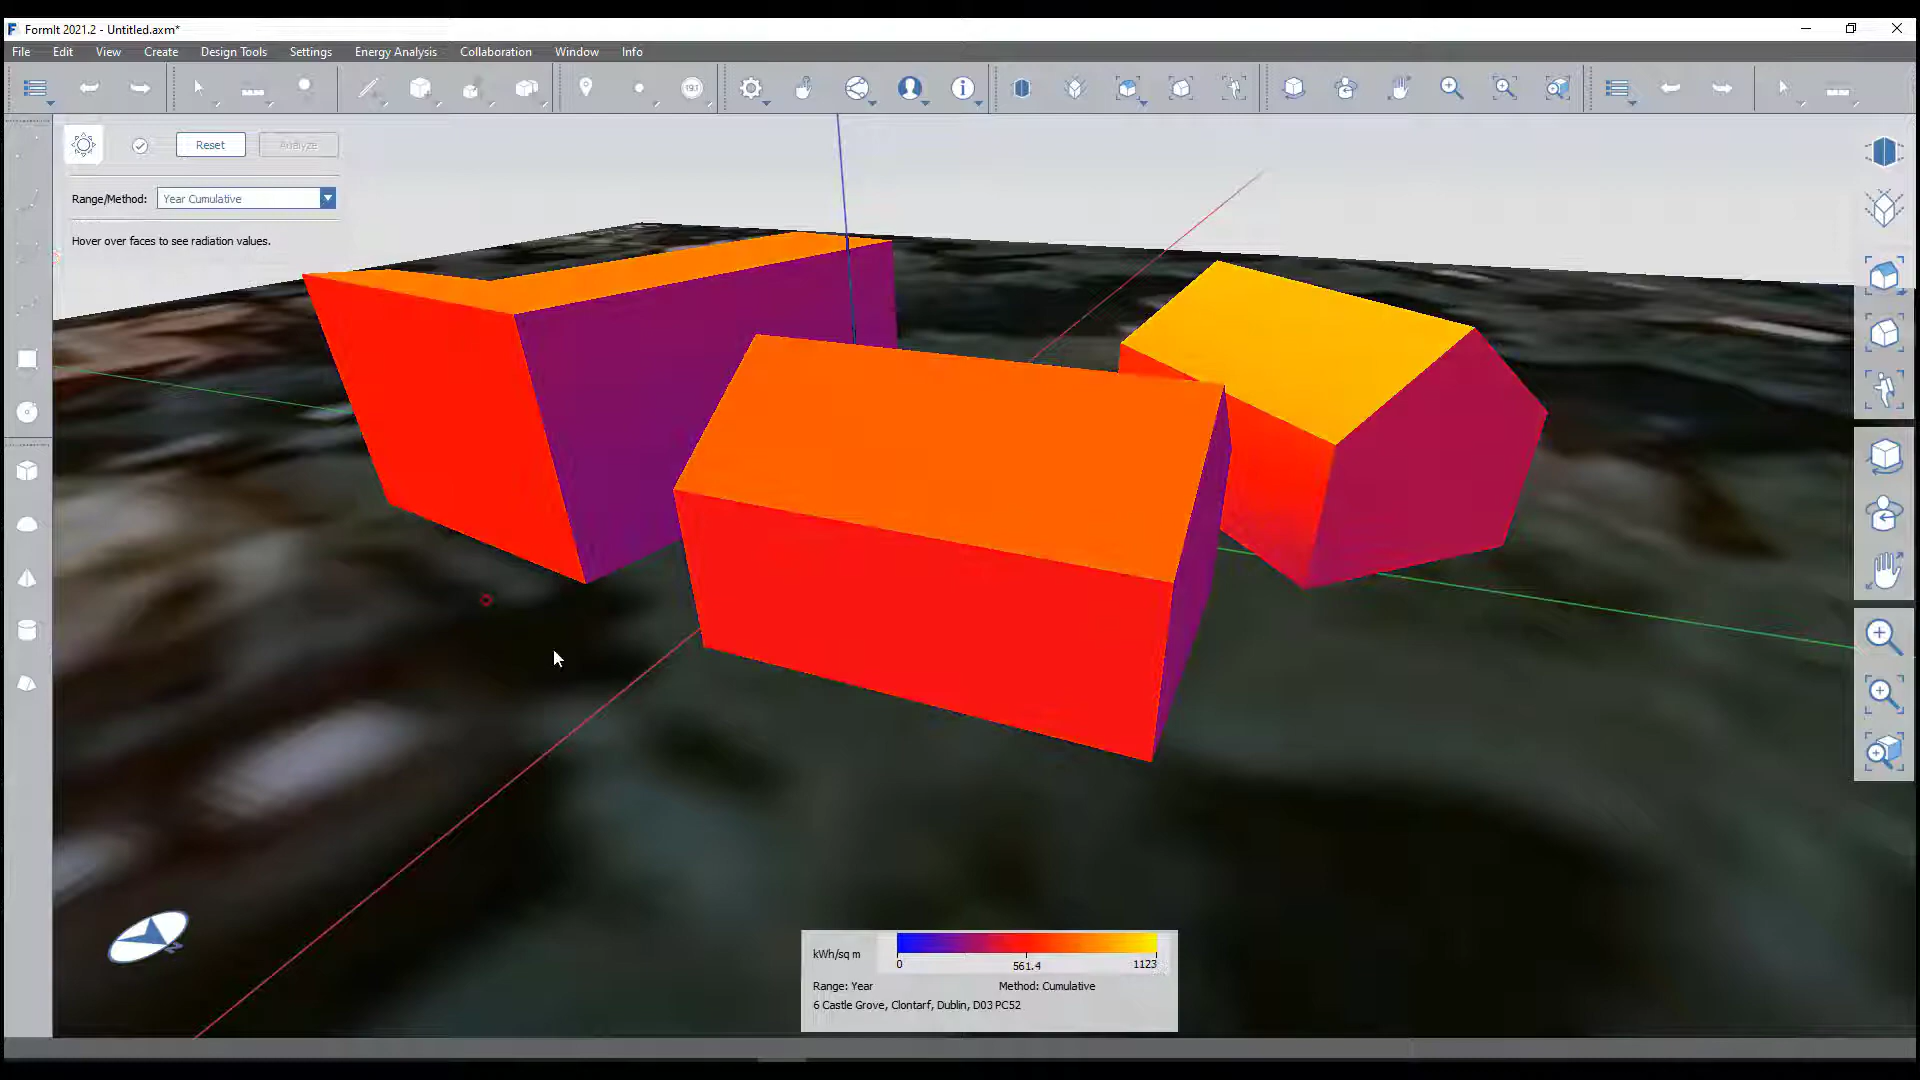 FormIt 2021.2 - Untitled.axm*
File Edit View Create Design Tools Settings Energy Analysis Collaboration Window Info
19.1
Reset Analyze
Range/Method: Year Cumulative
Hover over faces to see radiation values.
N
kWh/sq m
0 561.4 1123
Range: Year Method: Cumulative
6 Castle Grove, Clontarf, Dublin, D03 PC52